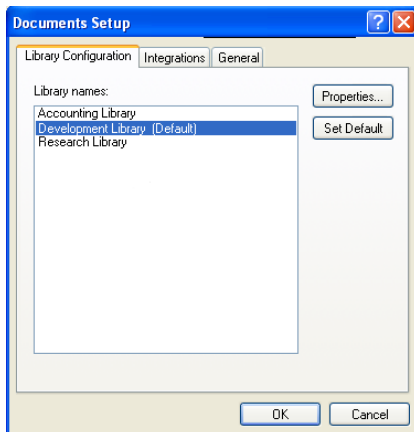 Documents Setup
Library Configuration Integrations General
Library names:
Properties...
Accounting Library
Development Library (Default)
Set Default
Research Library
OK Cancel